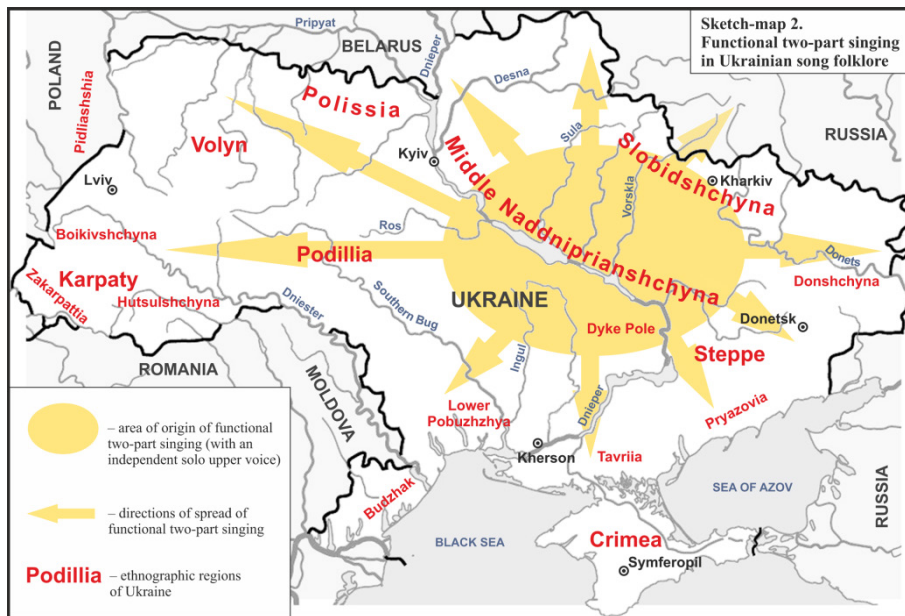 Sketch-map 2.
Functional two-part singing
in Ukrainian song folklore
Pripyat
BELARUS
Dnieper
Desna
POLAND
Pidliashshia
Polissia
Volyn
Kyiv
Middle Naddniprianshchyna
Sula
Vorskla
Slobidshchyna
RUSSIA
Kharkiv
Lviv
Boikivshchyna
Ros
Podillia
Donets
Donshchyna
Karpaty
Zakarpattia
Hutsulshchyna
Dniester
Southern Bug
UKRAINE
Ingul
Dyke Pole
Donetsk
Steppe
ROMANIA
MOLDOVA
Lower
Pobuzhzhya
Dnieper
Pryazovia
Kherson
Tavriia
SEA OF AZOV
RUSSIA
Budzhak
BLACK SEA
Crimea
Symferopil
– area of origin of functional
two-part singing (with an
independent solo upper voice)
– directions of spread of
functional two-part singing
Podillia – ethnographic regions
of Ukraine